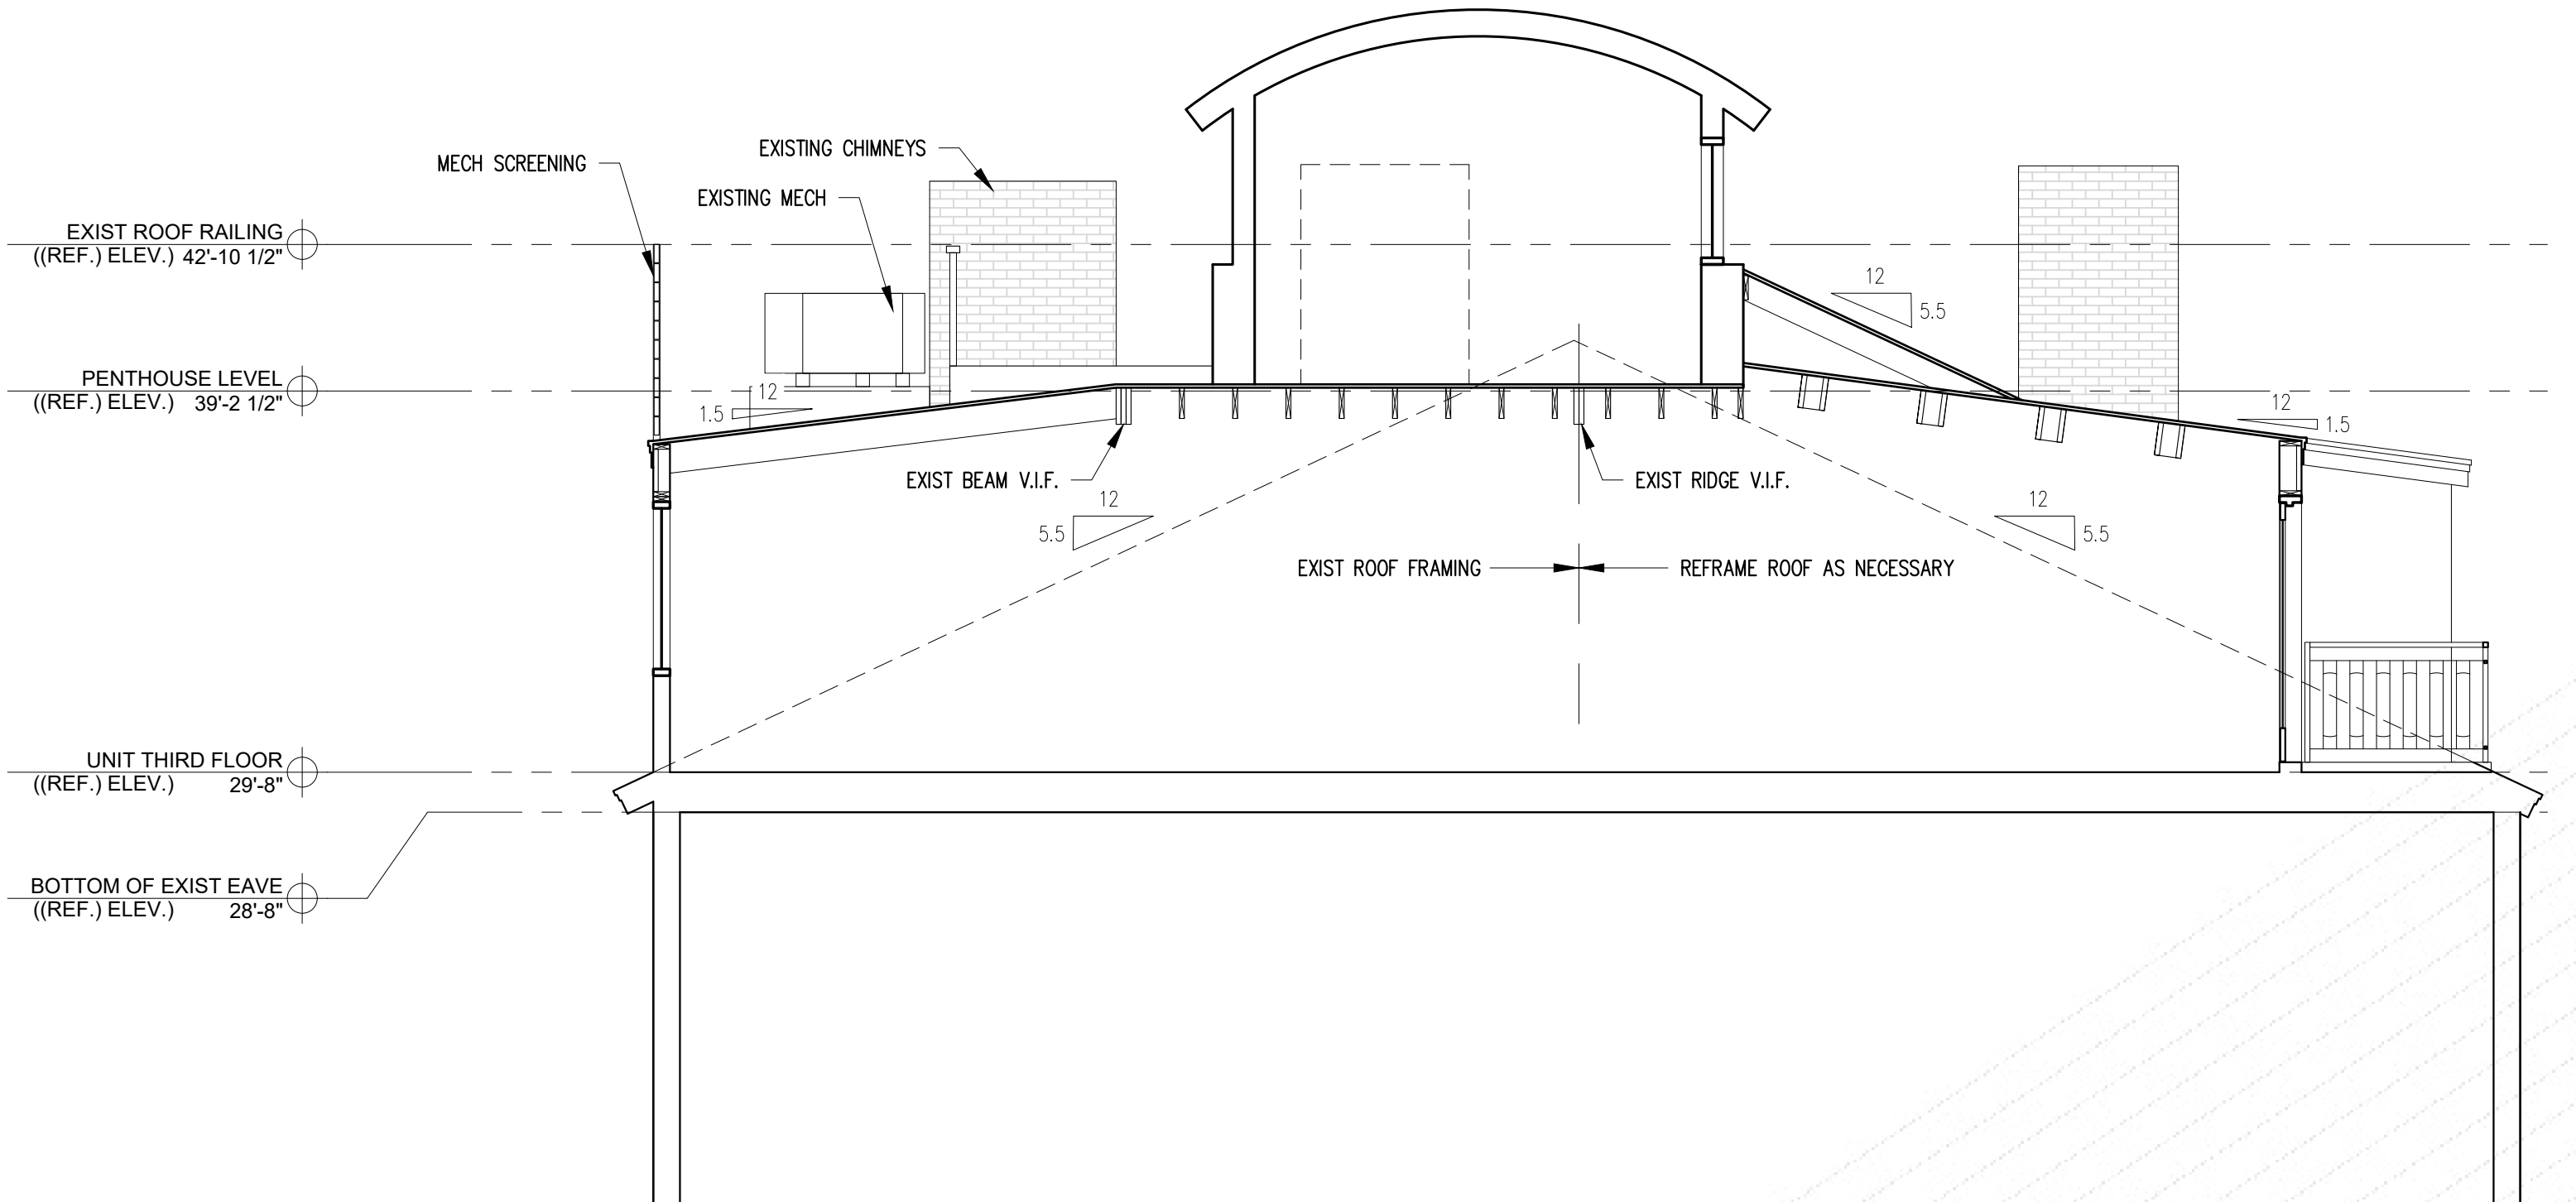 MECH SCREENING
EXISTING CHIMNEYS
EXISTING MECH
EXIST ROOF RAILING
((REF.) ELEV.) 42'-10 1/2"
12
5.5
PENTHOUSE LEVEL
((REF.) ELEV.) 39'-2 1/2"
12
1.5
12
1.5
EXIST BEAM V.I.F.
EXIST RIDGE V.I.F.
12
5.5
12
5.5
EXIST ROOF FRAMING
REFRAME ROOF AS NECESSARY
UNIT THIRD FLOOR
((REF.) ELEV.) 29'-8"
BOTTOM OF EXIST EAVE
((REF.) ELEV.) 28'-8"